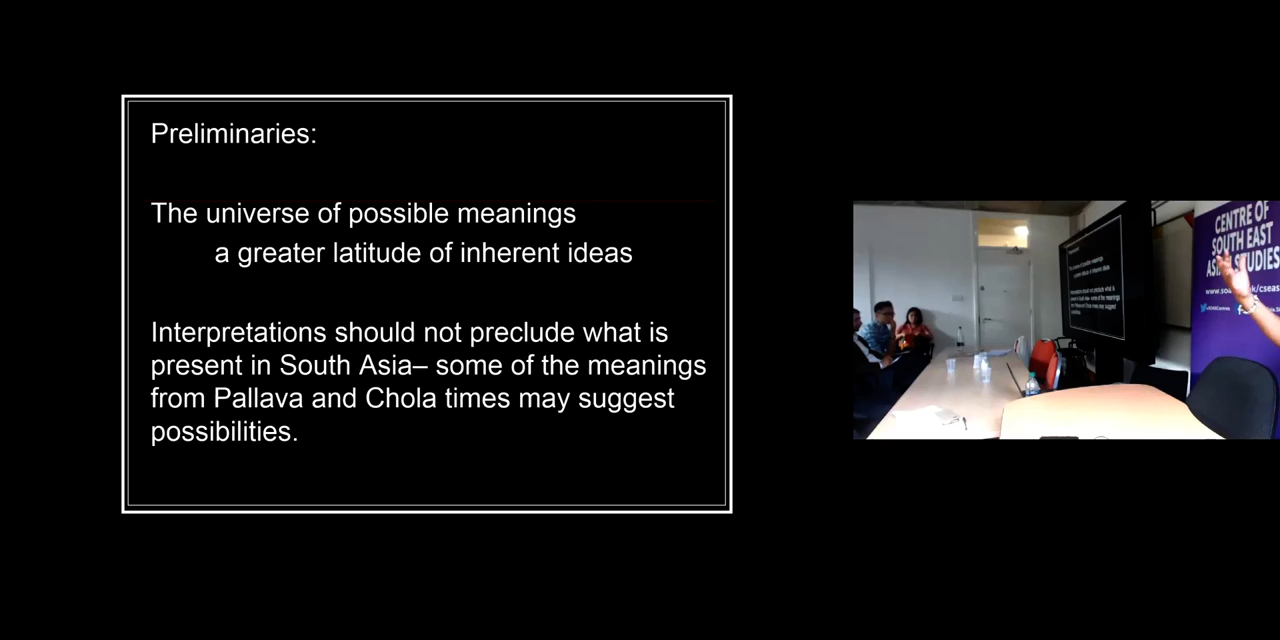 Preliminaries:
The universe of possible meanings
a greater latitude of inherent ideas
Interpretations should not preclude what is
present in South Asia– some of the meanings
from Pallava and Chola times may suggest
possibilities.
CENTRE OF
SOUTH EAST
STUDIES